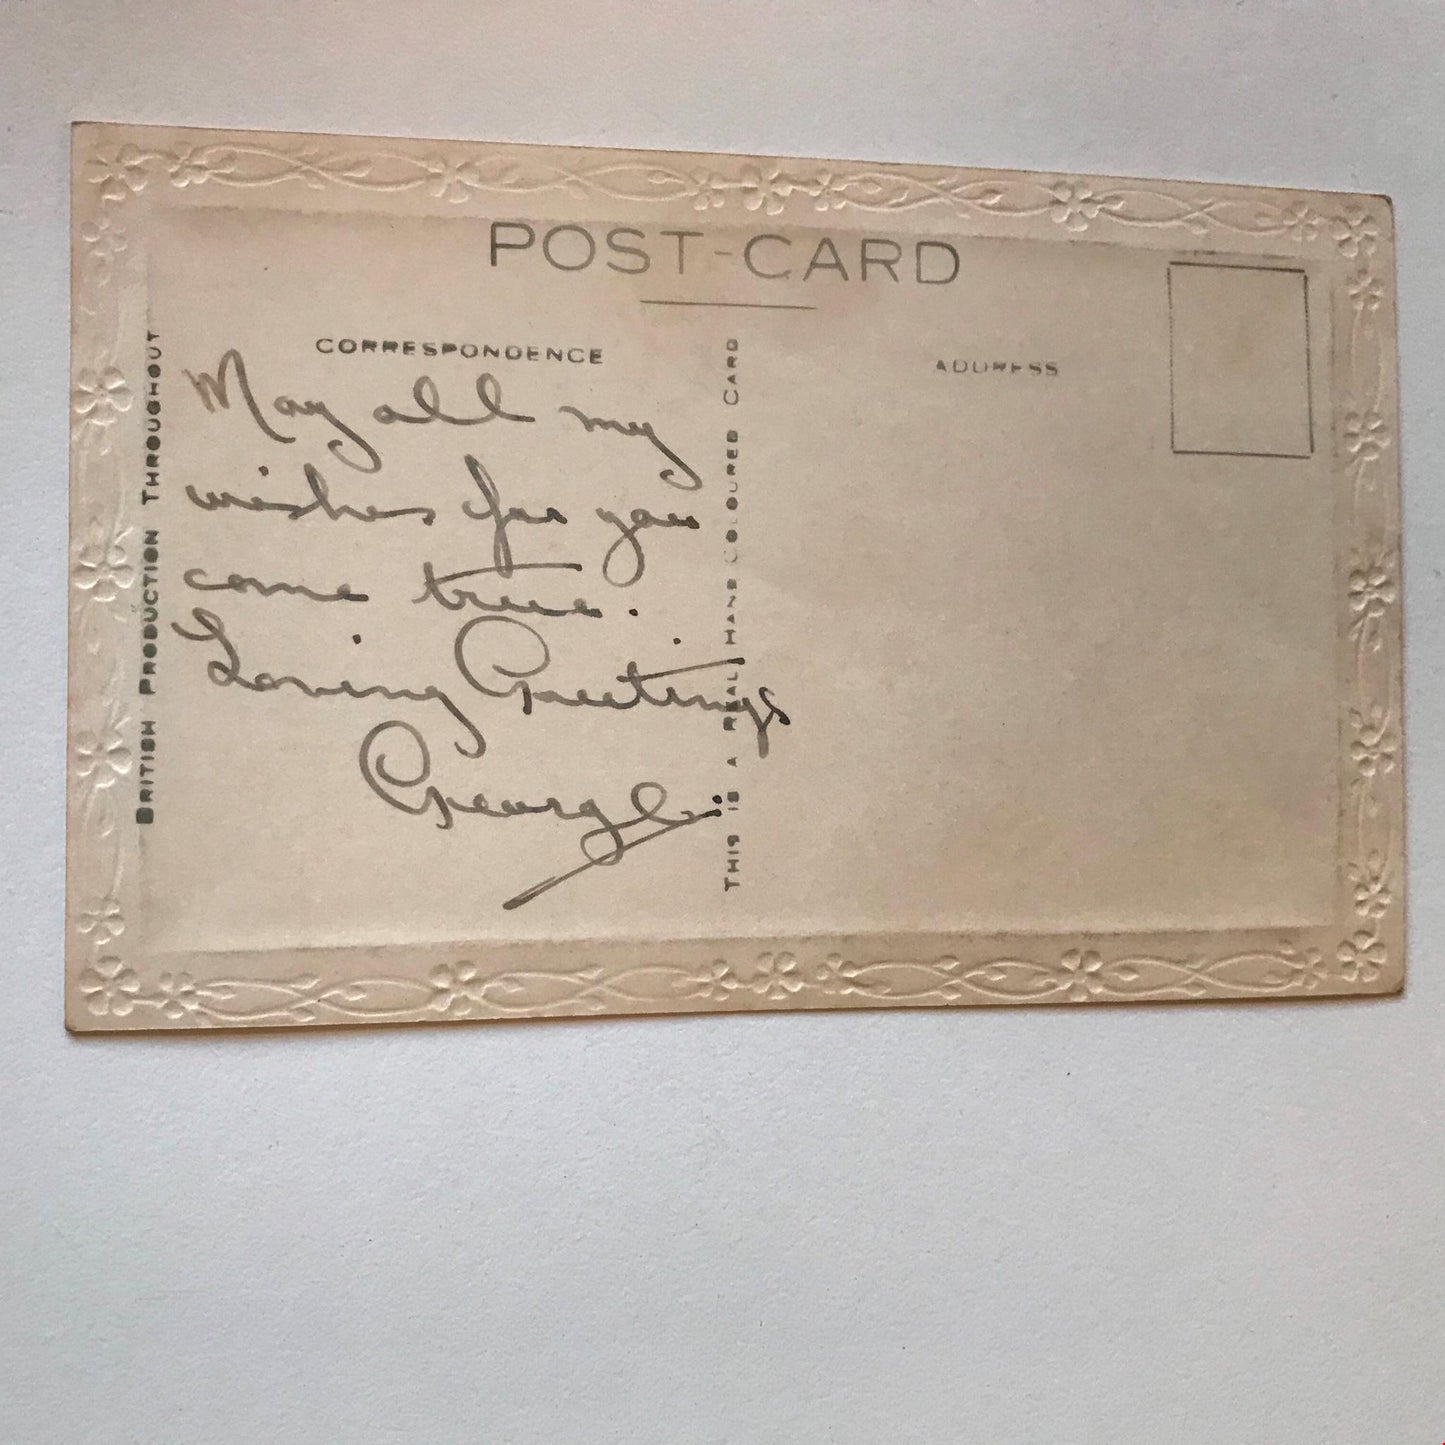 POST-CARD
CORRESPONDENCE
ADDRESS
BRITISH PRODUCTION THROUGHOUT
THIS IS A REAL HAND COLOURED CARD
May all my
wishes for you
come true.
Loving Greetings
George.